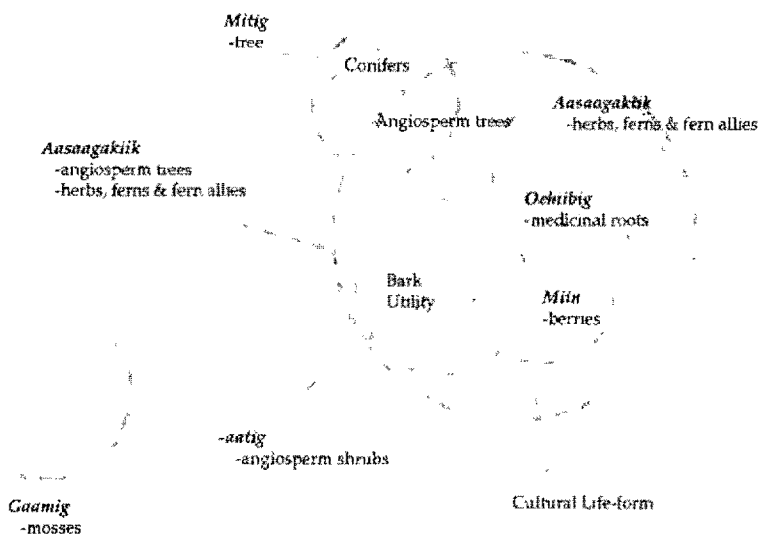 Mitig
-tree
Conifers
Angiosperm trees
Aasaagakiik
-herbs, ferns & fern allies
Aasaagakiik
-angiosperm trees
-herbs, ferns & fern allies
Ochiibig
-medicinal roots
Bark
Utility
Miin
-berries
-aatig
-angiosperm shrubs
Gaamig
-mosses
Cultural Life-form